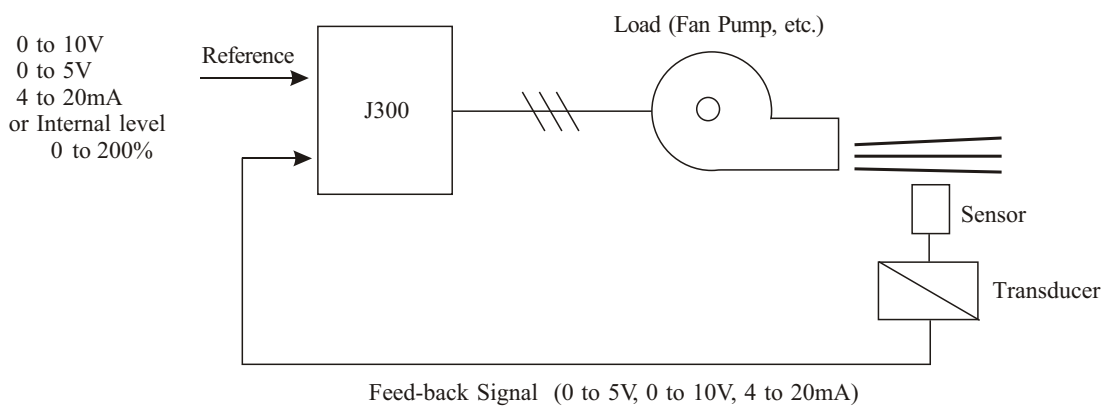 Load (Fan Pump, etc.)
0 to 10V
0 to 5V
4 to 20mA
or Internal level
0 to 200%
Reference
J300
Sensor
Transducer
Feed-back Signal (0 to 5V, 0 to 10V, 4 to 20mA)